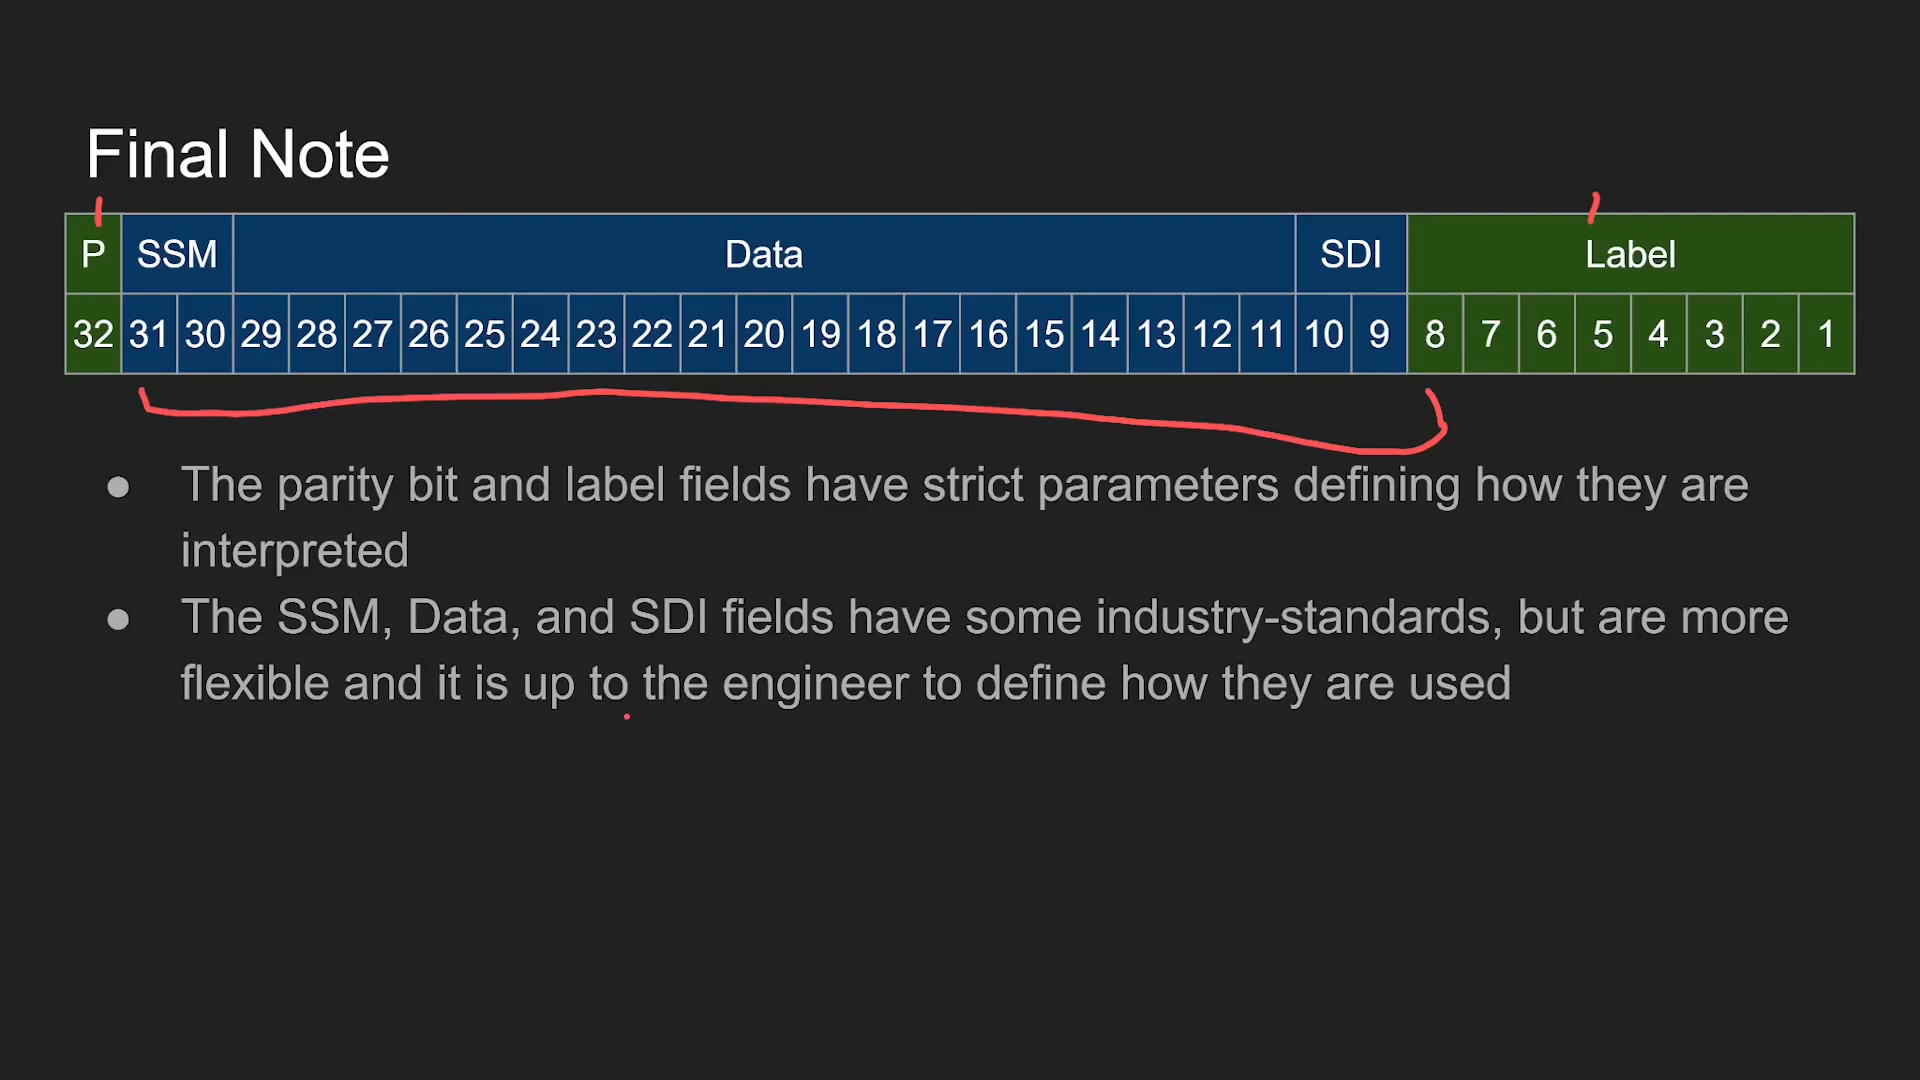 Final Note
P SSM Data SDI Label
32 31 30 29 28 27 26 25 24 23 22 21 20 19 18 17 16 15 14 13 12 11 10 9 8 7 6 5 4 3 2 1
● The parity bit and label fields have strict parameters defining how they are
interpreted
● The SSM, Data, and SDI fields have some industry-standards, but are more
flexible and it is up to the engineer to define how they are used